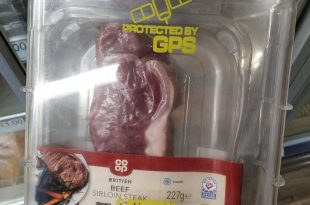 PROTECTED BY
GPS
CO
OP
BRITISH
BEEF
SIRLOIN STEAK
227g